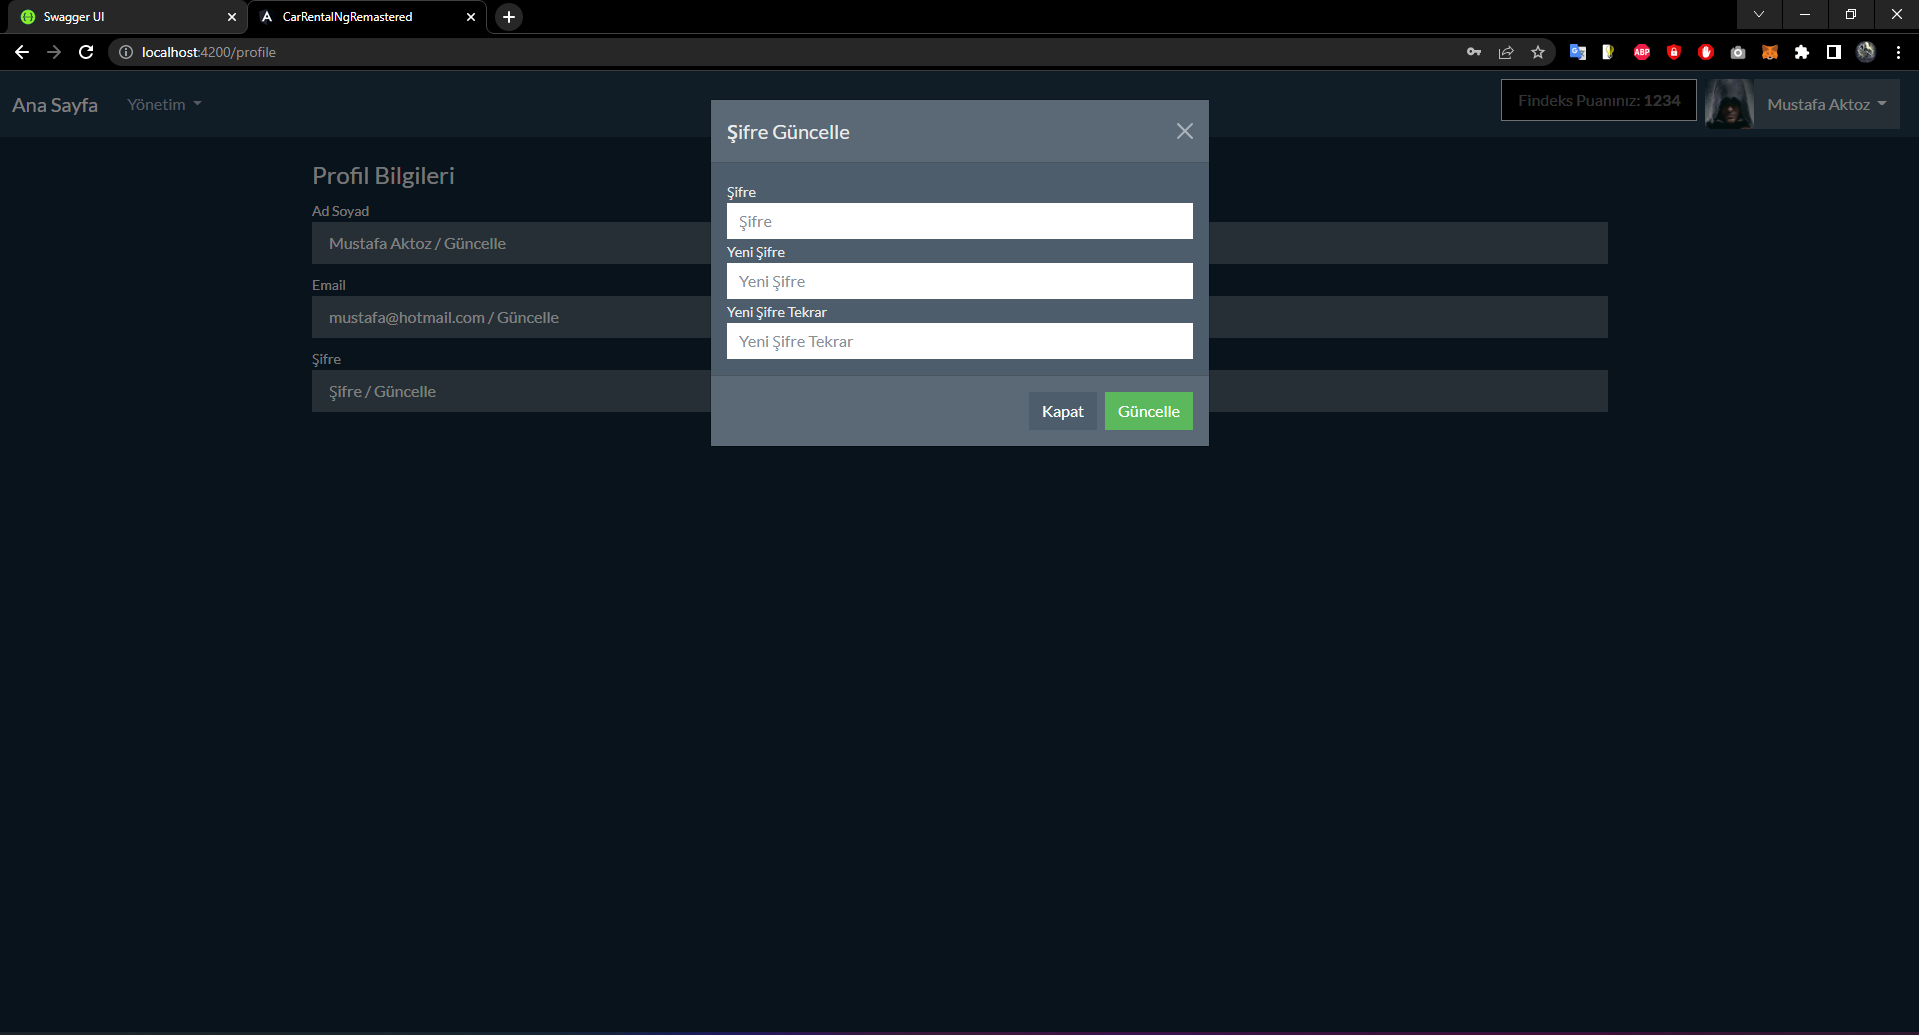 Swagger UI
CarRentalNgRemastered
localhost:4200/profile
ABP
Ana Sayfa
Yönetim
Findeks Puanınız: 1234
Mustafa Aktoz
Profil Bilgileri
Ad Soyad
Mustafa Aktoz / Güncelle
Email
mustafa@hotmail.com / Güncelle
Şifre
Şifre / Güncelle
Şifre Güncelle
Şifre
Şifre
Yeni Şifre
Yeni Şifre
Yeni Şifre Tekrar
Yeni Şifre Tekrar
Kapat
Güncelle